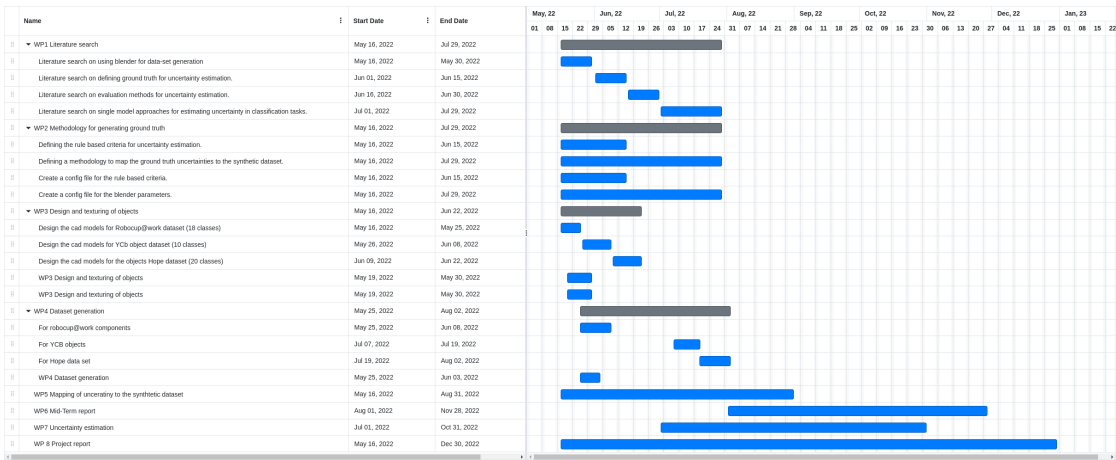 May, 22 Jun, 22 Jul, 22 Aug, 22 Sep, 22 Oct, 22 Nov, 22 Dec, 22 Jan, 23
Name Start Date End Date
01 08 15 22 29 05 12 19 26 03 10 17 24 31 07 14 21 28 04 11 18 25 02 09 16 23 30 06 13 20 27 04 11 18 25 01 08 15 22
WP1 Literature search May 16, 2022 Jul 29, 2022
Literature search on using blender for data-set generation May 16, 2022 May 30, 2022
Literature search on defining ground truth for uncertainty estimation. Jun 01, 2022 Jun 15, 2022
Literature search on evaluation methods for uncertainty estimation. Jun 16, 2022 Jun 30, 2022
Literature search on single model approaches for estimating uncertainty in classification tasks. Jul 01, 2022 Jul 29, 2022
WP2 Methodology for generating ground truth May 16, 2022 Jul 29, 2022
Defining the rule based criteria for uncertainty estimation. May 16, 2022 Jun 15, 2022
Defining a methodology to map the ground truth uncertainties to the synthetic dataset. May 16, 2022 Jul 29, 2022
Create a config file for the rule based criteria. May 16, 2022 Jun 15, 2022
Create a config file for the blender parameters. May 16, 2022 Jul 29, 2022
WP3 Design and texturing of objects May 16, 2022 Jun 22, 2022
Design the cad models for Robocup@work dataset (18 classes) May 16, 2022 May 25, 2022
Design the cad models for YCb object dataset (10 classes) May 26, 2022 Jun 08, 2022
Design the cad models for the objects Hope dataset (20 classes) Jun 09, 2022 Jun 22, 2022
WP3 Design and texturing of objects May 19, 2022 May 30, 2022
WP3 Design and texturing of objects May 19, 2022 May 30, 2022
WP4 Dataset generation May 25, 2022 Aug 02, 2022
For robocup@work components May 25, 2022 Jun 08, 2022
For YCB objects Jul 07, 2022 Jul 19, 2022
For Hope data set Jul 19, 2022 Aug 02, 2022
WP4 Dataset generation May 25, 2022 Jun 03, 2022
WP5 Mapping of unceratiny to the synthtetic dataset May 16, 2022 Aug 31, 2022
WP6 Mid-Term report Aug 01, 2022 Nov 28, 2022
WP7 Uncertainty estimation Jul 01, 2022 Oct 31, 2022
WP 8 Project report May 16, 2022 Dec 30, 2022